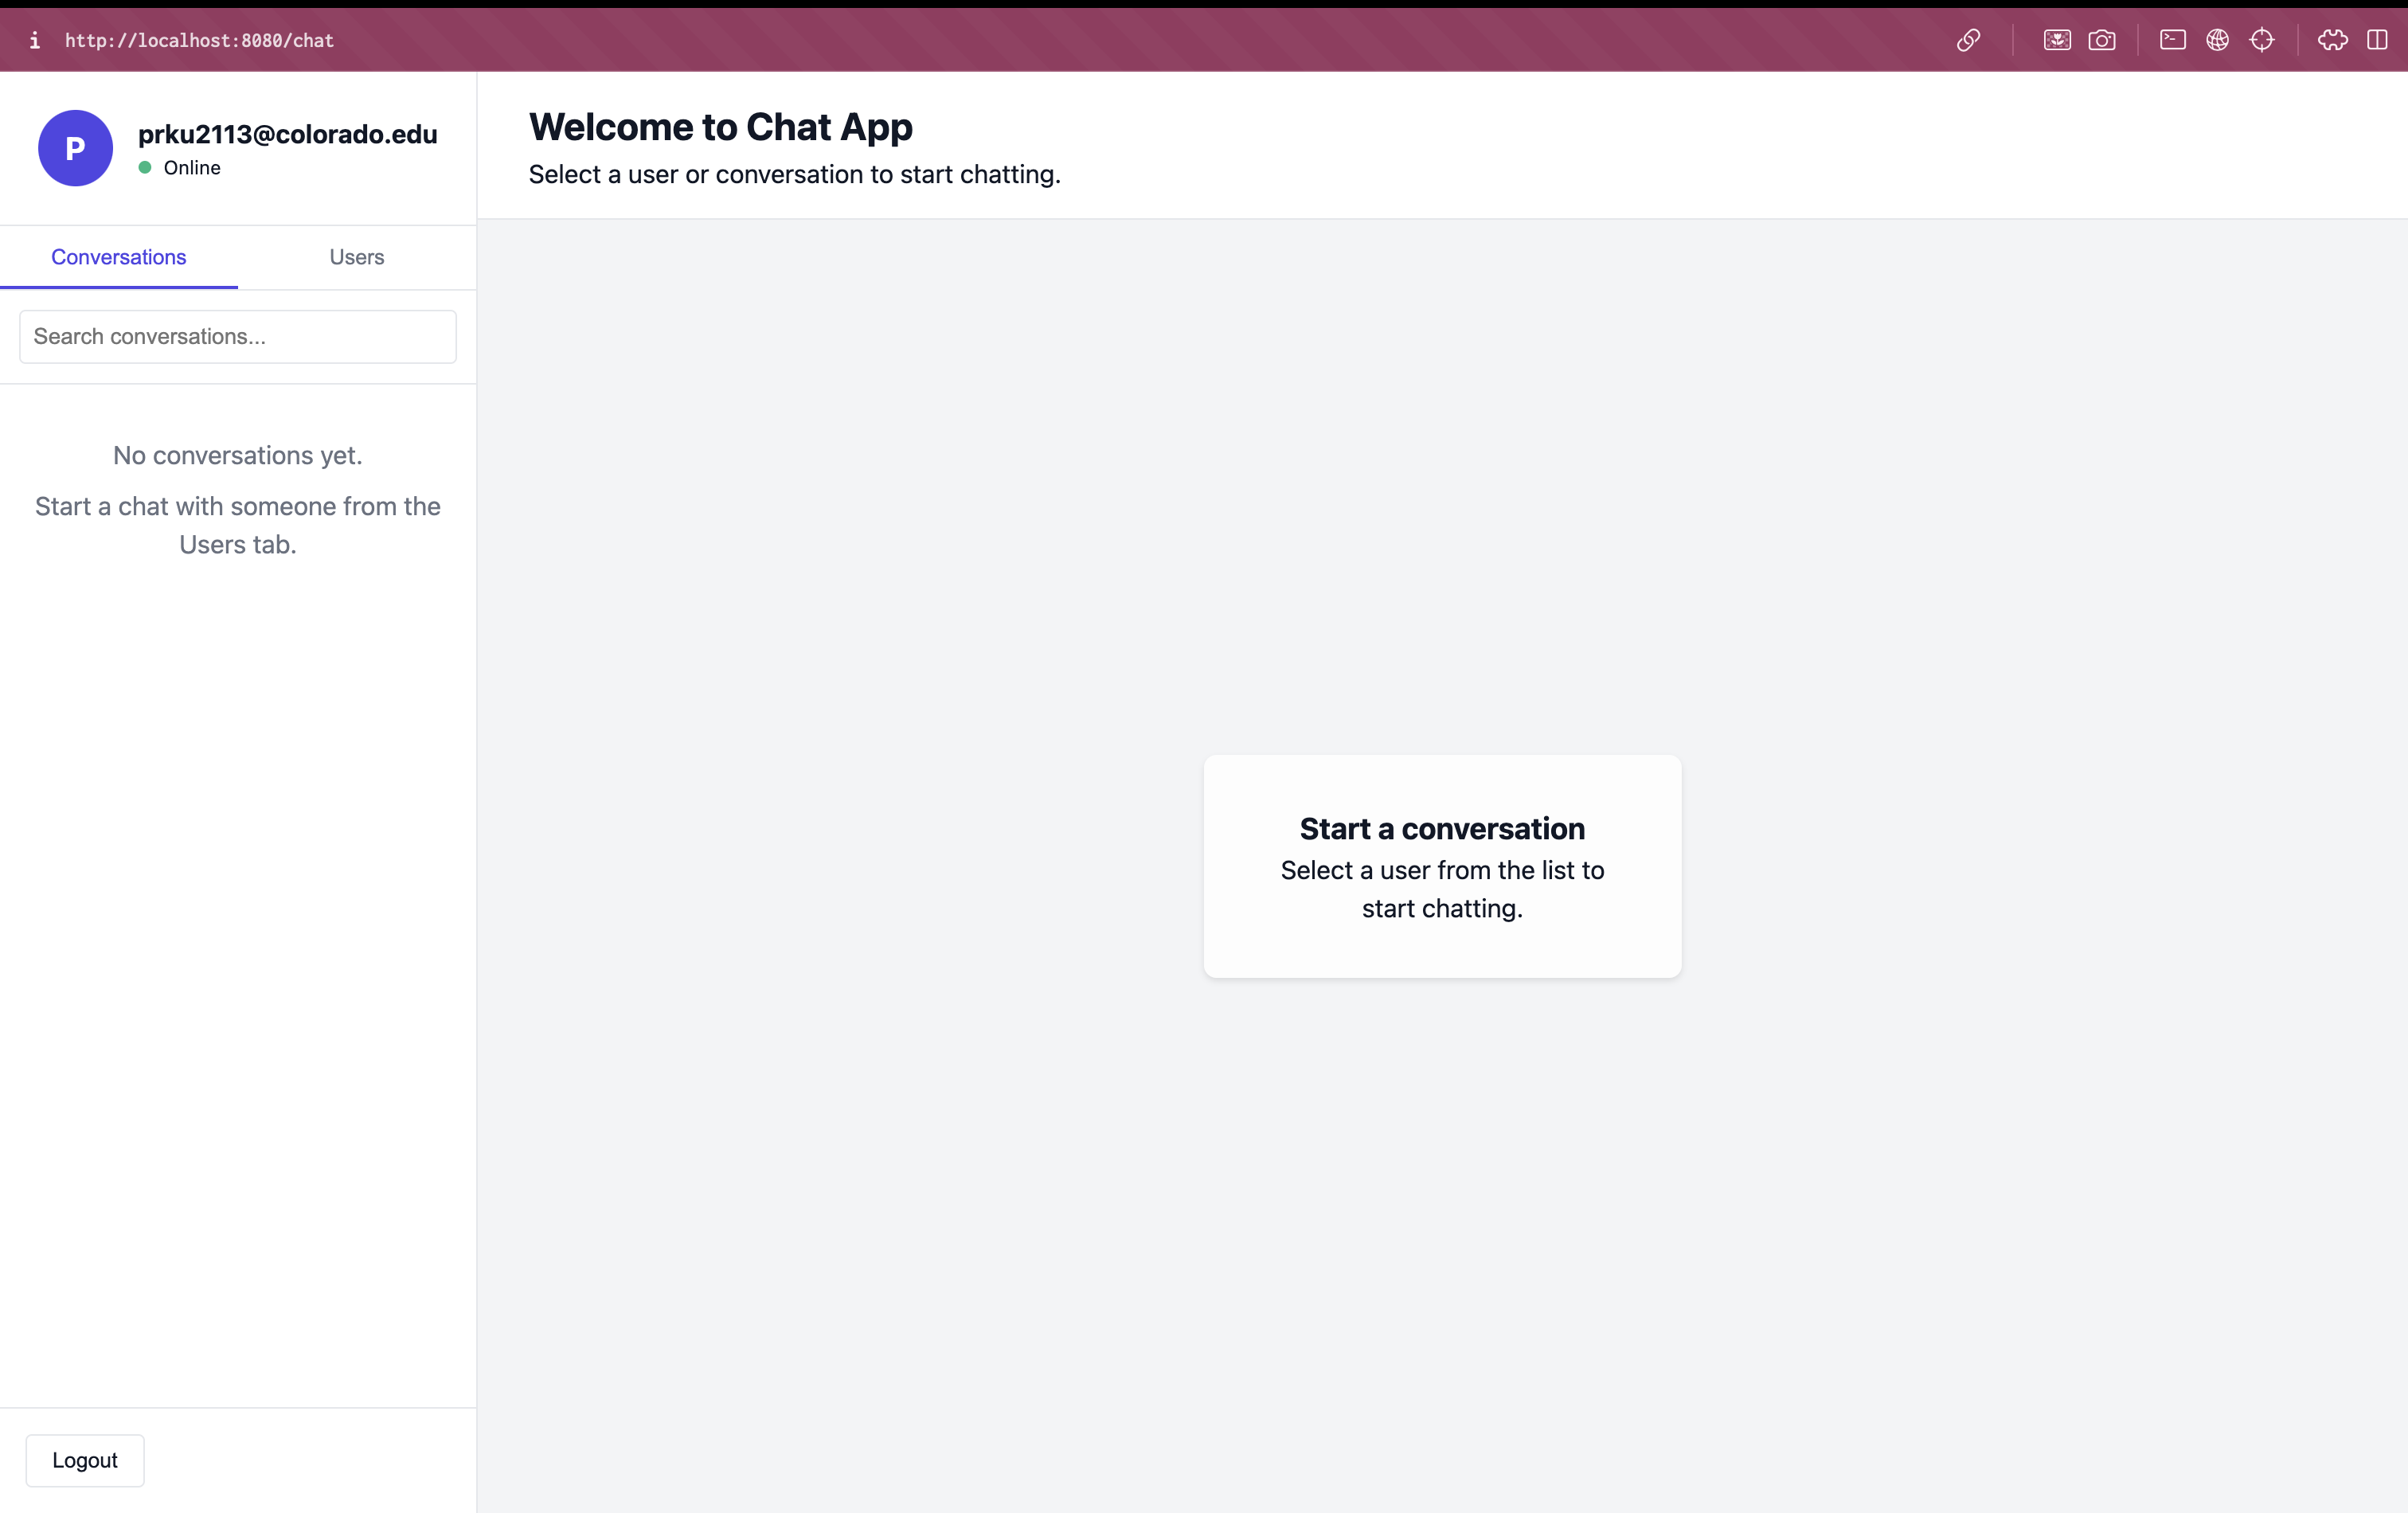 http://localhost:8080/chat
P
prku2113@colorado.edu
Online
Conversations
Users
Search conversations...
No conversations yet.
Start a chat with someone from the
Users tab.
Logout
Welcome to Chat App
Select a user or conversation to start chatting.
Start a conversation
Select a user from the list to
start chatting.